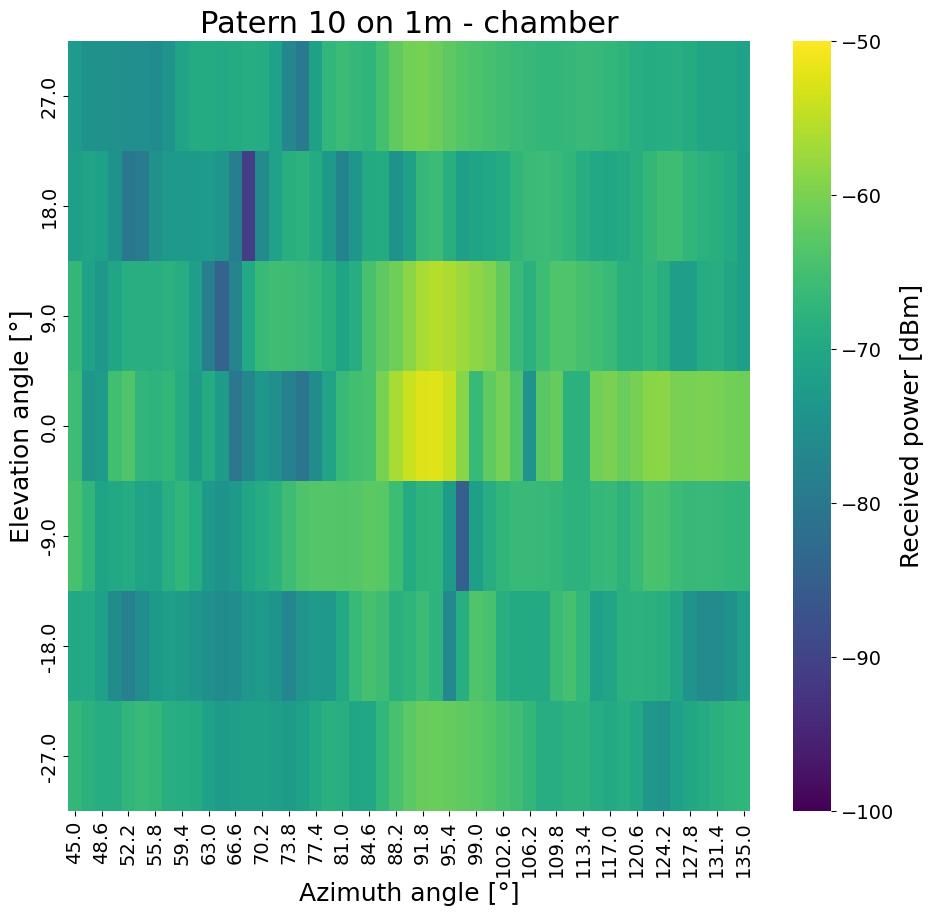 Patern 10 on 1m - chamber
Elevation angle [°]
27.0
18.0
9.0
0.0
-9.0
-18.0
-27.0
45.0 48.6 52.2 55.8 59.4 63.0 66.6 70.2 73.8 77.4 81.0 84.6 88.2 91.8 95.4 99.0 102.6 106.2 109.8 113.4 117.0 120.6 124.2 127.8 131.4 135.0
Azimuth angle [°]
−50
−60
−70
−80
−90
−100
Received power [dBm]